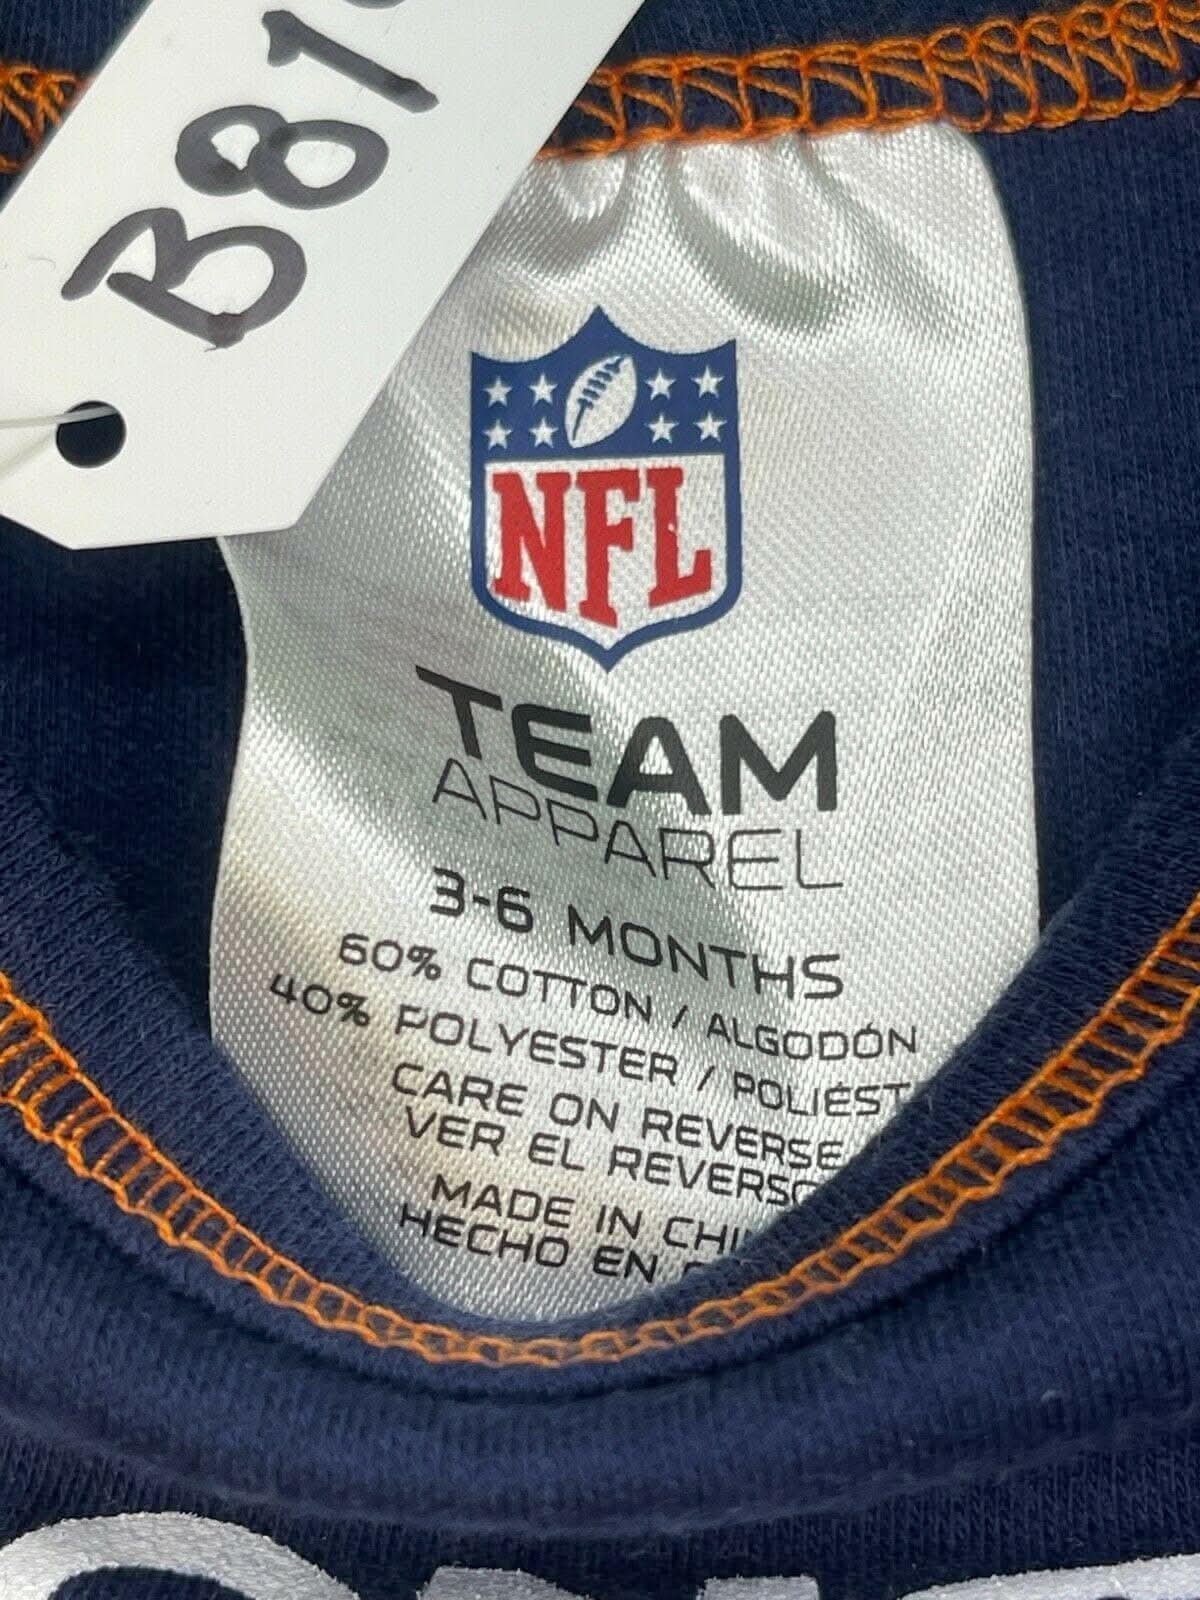 B81
NFL
TEAM
APPAREL
3-6 MONTHS
60% COTTON / ALGODÓN
40% POLYESTER / POLIÉST
CARE ON REVERSE
VER EL REVERSO
MADE IN CHI
HECHO EN